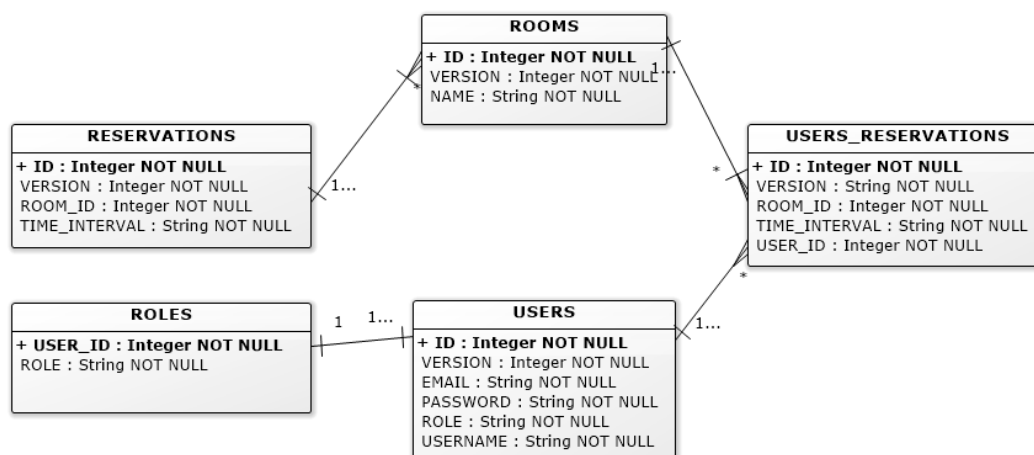 ROOMS
+ ID : Integer NOT NULL
VERSION : Integer NOT NULL
NAME : String NOT NULL
1...
*
1...
*
RESERVATIONS
+ ID : Integer NOT NULL
VERSION : Integer NOT NULL
ROOM_ID : Integer NOT NULL
TIME_INTERVAL : String NOT NULL
USERS_RESERVATIONS
+ ID : Integer NOT NULL
VERSION : String NOT NULL
ROOM_ID : Integer NOT NULL
TIME_INTERVAL : String NOT NULL
USER_ID : Integer NOT NULL
*
1...
ROLES
+ USER_ID : Integer NOT NULL
ROLE : String NOT NULL
1
1...
USERS
+ ID : Integer NOT NULL
VERSION : Integer NOT NULL
EMAIL : String NOT NULL
PASSWORD : String NOT NULL
ROLE : String NOT NULL
USERNAME : String NOT NULL